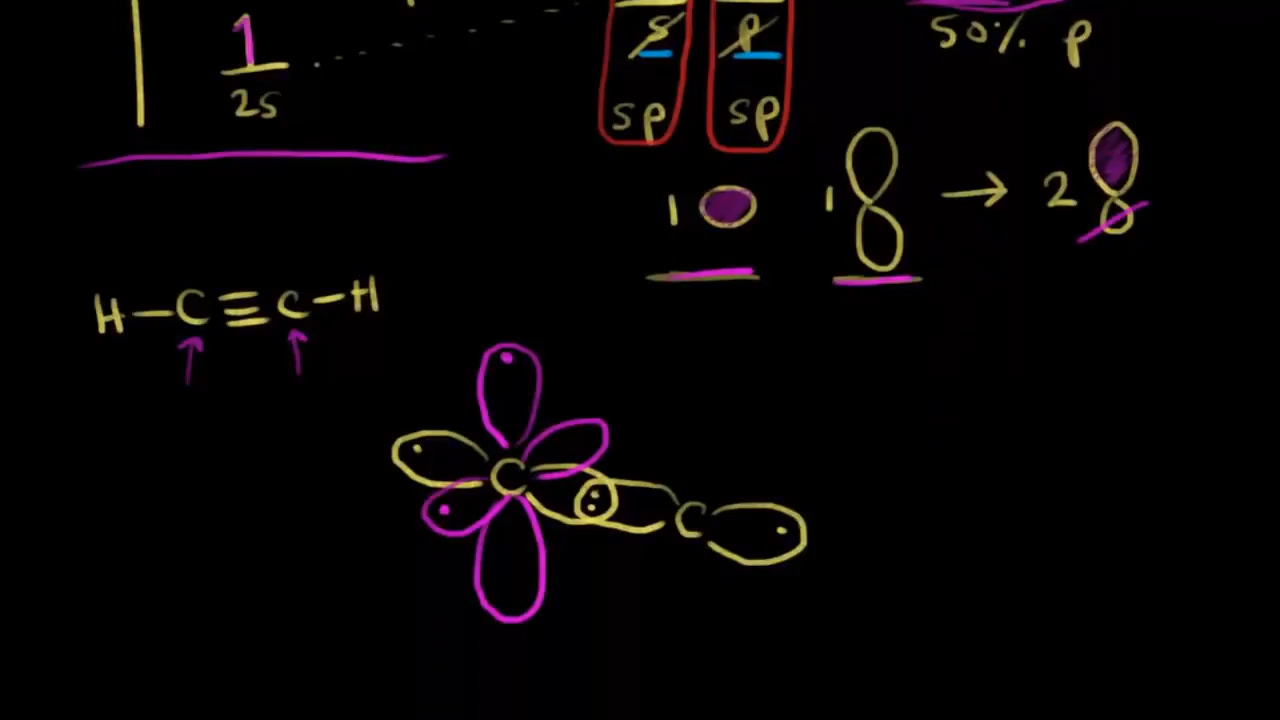 1
2s
s p
sp sp
50% p
1 1 → 2
H-C≡C-H
C
C